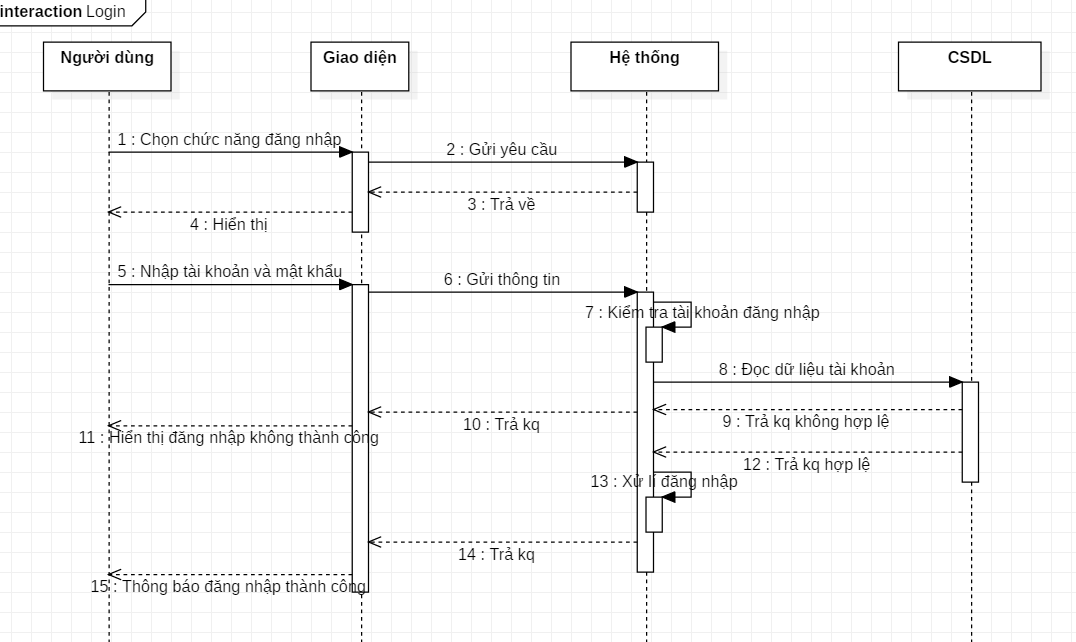 interaction Login
Người dùng
Giao diện
Hệ thống
CSDL
1 : Chọn chức năng đăng nhập
2 : Gửi yêu cầu
3 : Trả về
4 : Hiển thị
5 : Nhập tài khoản và mật khẩu
6 : Gửi thông tin
7 : Kiểm tra tài khoản đăng nhập
8 : Đọc dữ liệu tài khoản
9 : Trả kq không hợp lệ
10 : Trả kq
11 : Hiển thị đăng nhập không thành công
12 : Trả kq hợp lệ
13 : Xử lí đăng nhập
14 : Trả kq
15 : Thông báo đăng nhập thành công